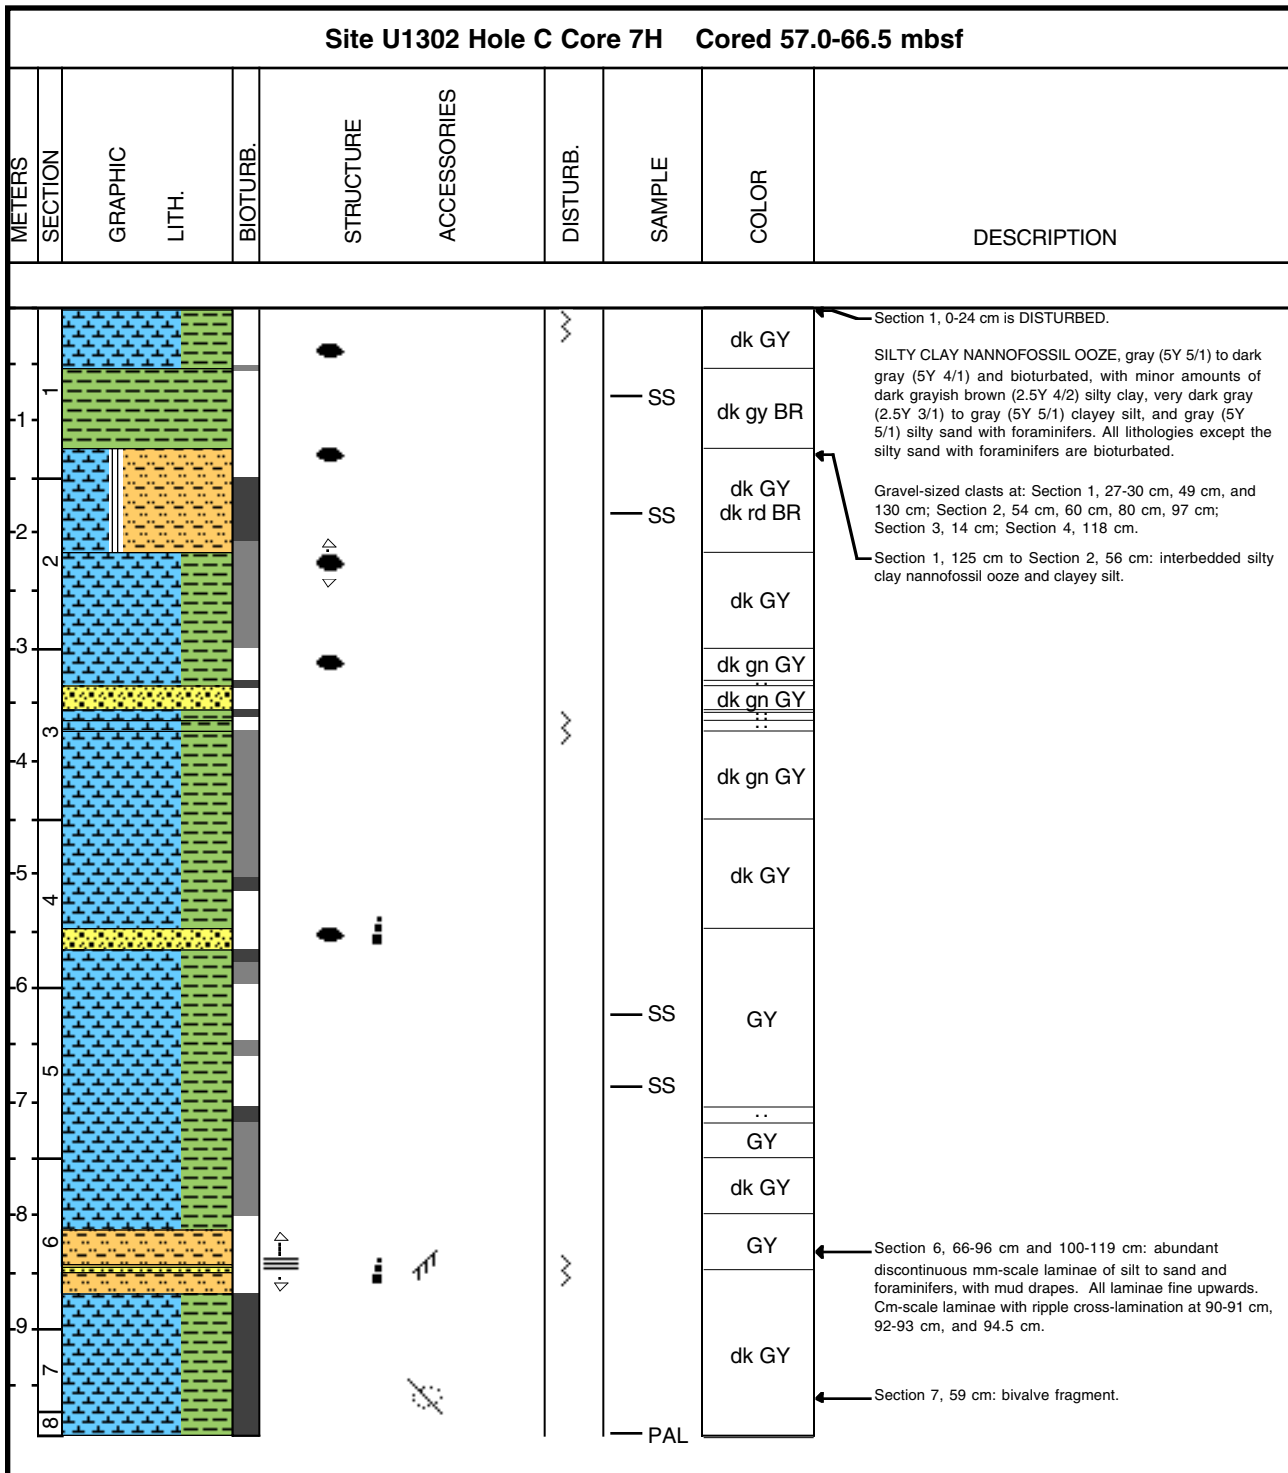 Site U1302 Hole C Core 7H Cored 57.0-66.5 mbsf
METERS
SECTION
GRAPHIC
LITH.
BIOTURB.
STRUCTURE
ACCESSORIES
DISTURB.
SAMPLE
COLOR
DESCRIPTION
1
2
3
4
5
6
7
8
9
1
2
3
4
5
6
7
8
SS
SS
SS
SS
PAL
dk GY
dk gy BR
dk GY
dk rd BR
dk GY
dk gn GY
. .
dk gn GY
. .
. .
dk gn GY
dk GY
GY
. .
GY
dk GY
GY
dk GY
Section 1, 0-24 cm is DISTURBED.
SILTY CLAY NANNOFOSSIL OOZE, gray (5Y 5/1) to dark
gray (5Y 4/1) and bioturbated, with minor amounts of
dark grayish brown (2.5Y 4/2) silty clay, very dark gray
(2.5Y 3/1) to gray (5Y 5/1) clayey silt, and gray (5Y
5/1) silty sand with foraminifers. All lithologies except the
silty sand with foraminifers are bioturbated.
Gravel-sized clasts at: Section 1, 27-30 cm, 49 cm, and
130 cm; Section 2, 54 cm, 60 cm, 80 cm, 97 cm;
Section 3, 14 cm; Section 4, 118 cm.
Section 1, 125 cm to Section 2, 56 cm: interbedded silty
clay nannofossil ooze and clayey silt.
Section 6, 66-96 cm and 100-119 cm: abundant
discontinuous mm-scale laminae of silt to sand and
foraminifers, with mud drapes. All laminae fine upwards.
Cm-scale laminae with ripple cross-lamination at 90-91 cm,
92-93 cm, and 94.5 cm.
Section 7, 59 cm: bivalve fragment.